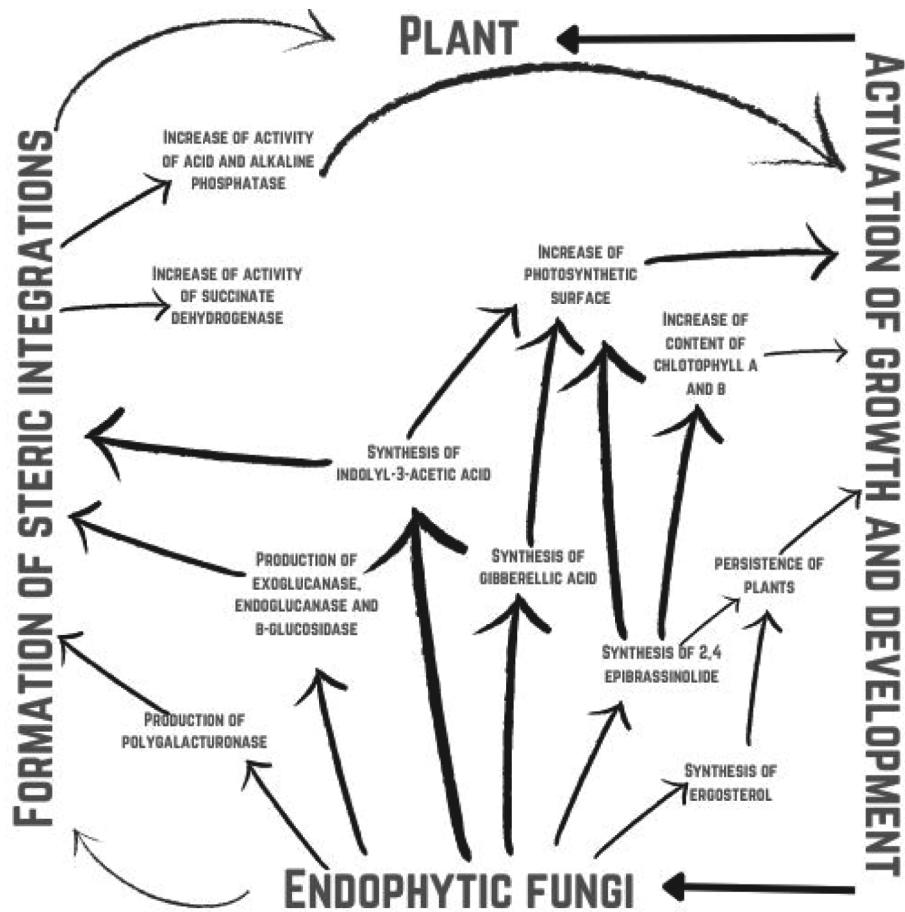 PLANT
ACTIVATION OF GROWTH AND DEVELOPMENT
FORMATION OF STERIC INTEGRATIONS
INCREASE OF ACTIVITY
OF ACID AND ALKALINE
PHOSPHATASE
INCREASE OF ACTIVITY
OF SUCCINATE
DEHYDROGENASE
INCREASE OF
PHOTOSYNTHETIC
SURFACE
INCREASE OF
CONTENT OF
CHLOTOPHYLL A
AND B
SYNTHESIS OF
INDOLYL-3-ACETIC ACID
PRODUCTION OF
EXOGLUCANASE,
ENDOGLUCANASE AND
B-GLUCOSIDASE
SYNTHESIS OF
GIBBERELLIC ACID
PERSISTENCE OF
PLANTS
SYNTHESIS OF 2,4
EPIBRASSINOLIDE
PRODUCTION OF
POLYGALACTURONASE
SYNTHESIS OF
ERGOSTEROL
ENDOPHYTIC FUNGI